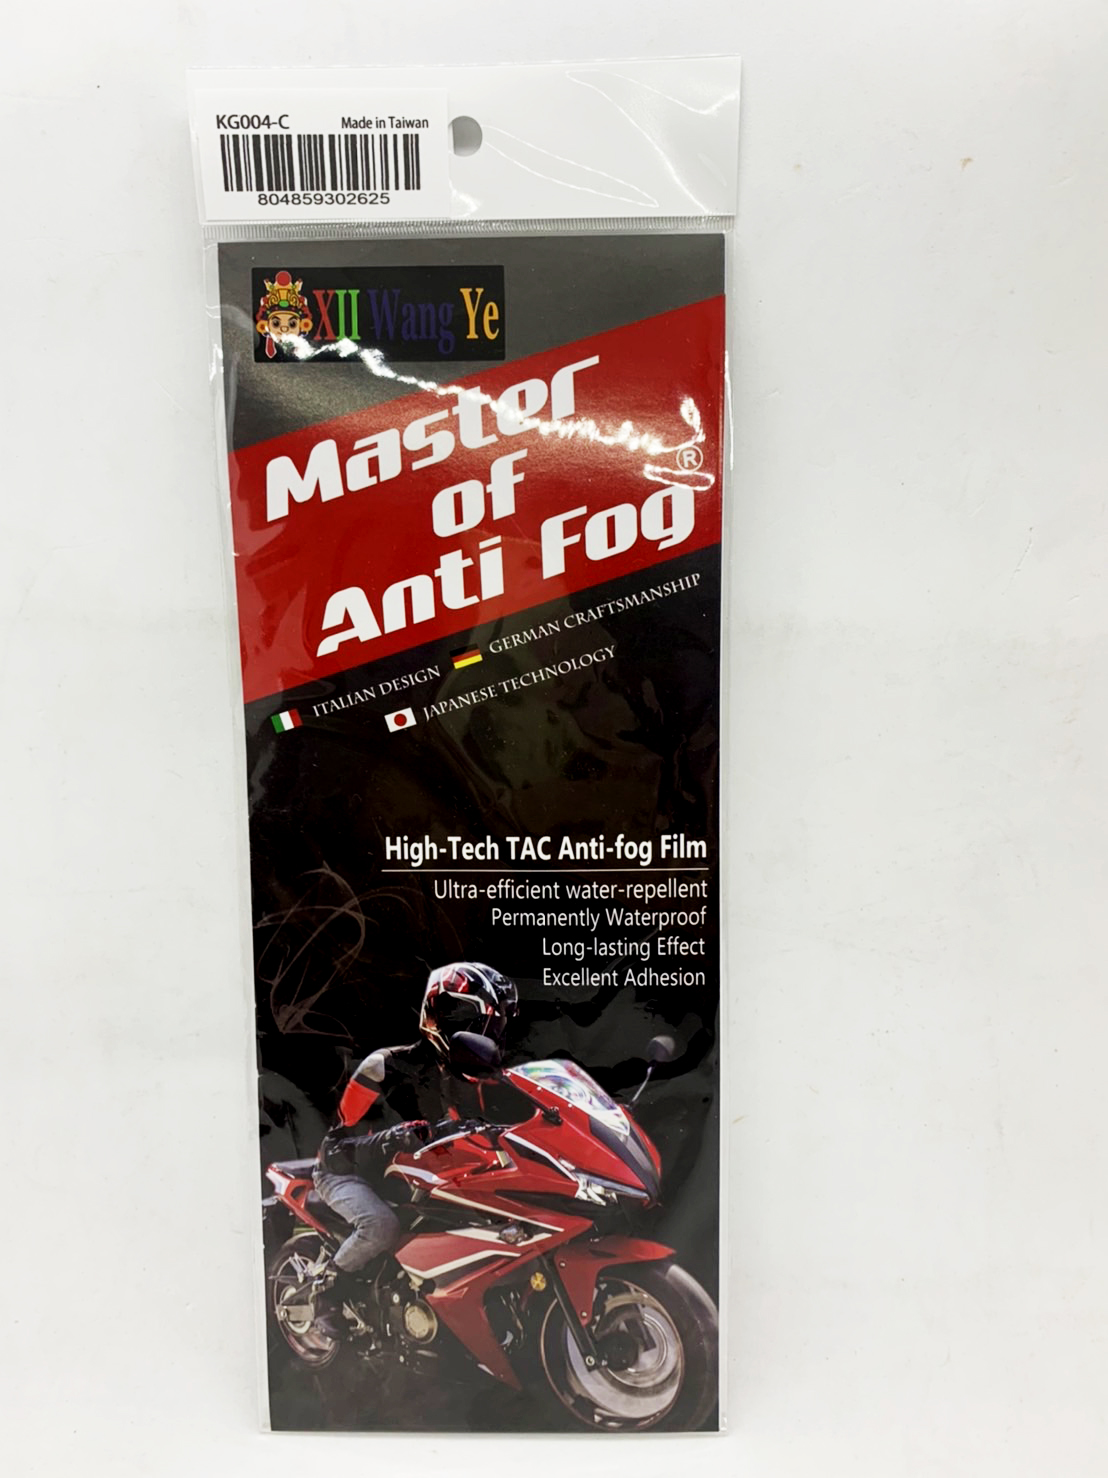 KG004-C Made in Taiwan
804859302625
XII Wang Ye
Master
of
Anti Fog®
ITALIAN DESIGN GERMAN CRAFTSMANSHIP
JAPANESE TECHNOLOGY
High-Tech TAC Anti-fog Film
Ultra-efficient water-repellent
Permanently Waterproof
Long-lasting Effect
Excellent Adhesion